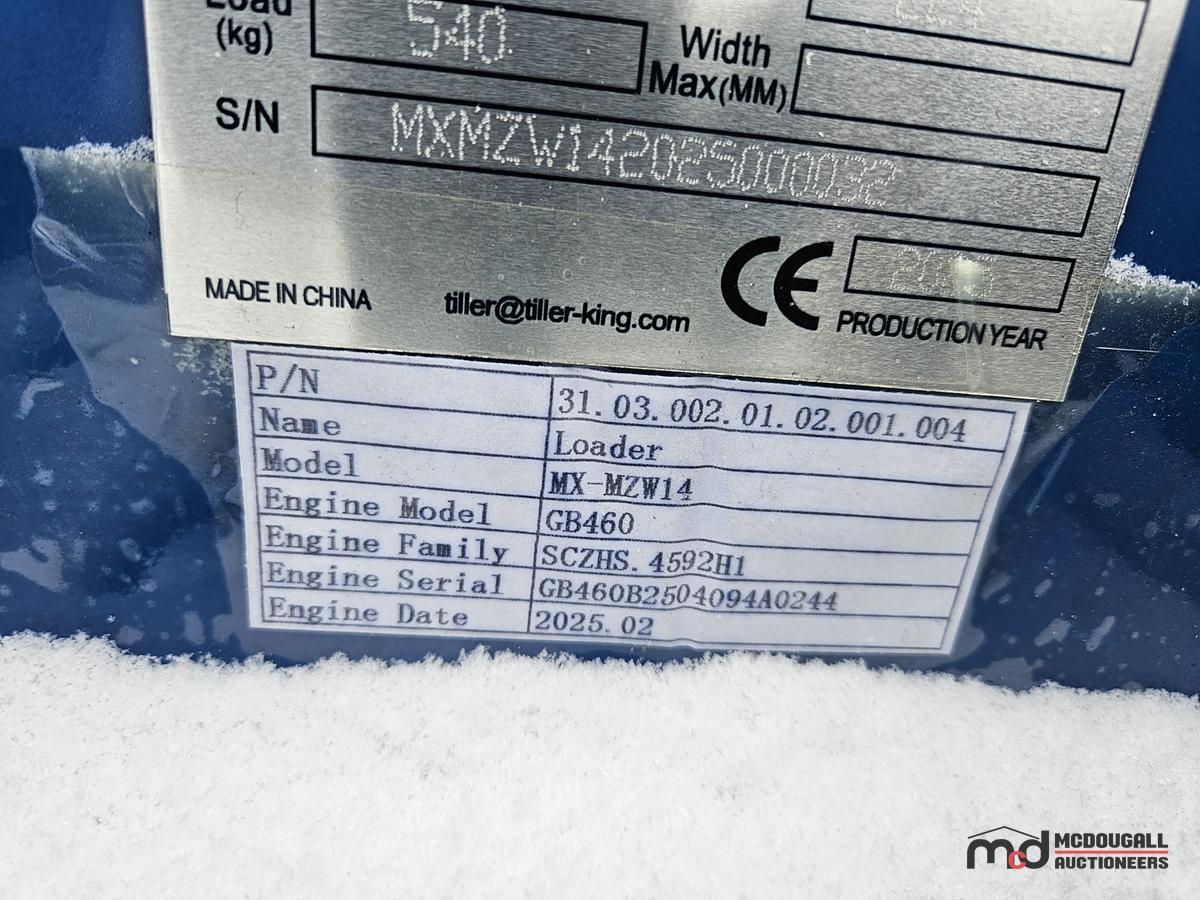 Load
(kg)
540
Width
Max(MM)
S/N
MXMZW142025000032
CE
MADE IN CHINA
tiller@tiller-king.com
PRODUCTION YEAR
P/N 31.03.002.01.02.001.004
Name Loader
Model MX-MZW14
Engine Model GB460
Engine Family SCZHS.4592H1
Engine Serial GB460B2504094A0244
Engine Date 2025.02
mcd MCDOUGALL
AUCTIONEERS